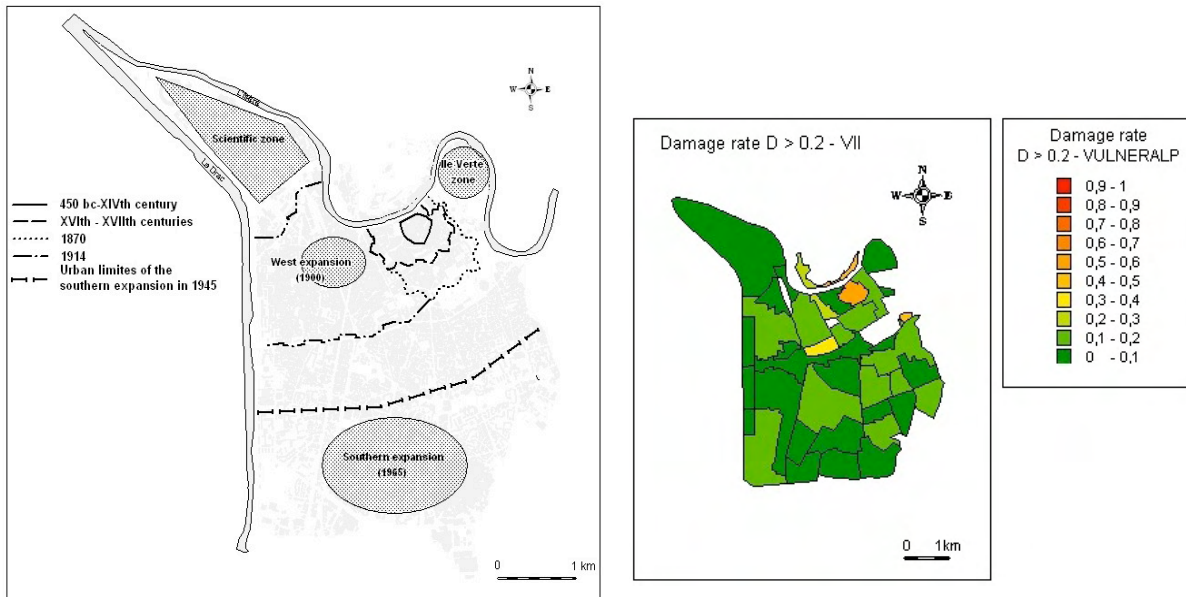 N
W E
S
L'Isère
Scientific zone
Ile Verte
zone
Le Drac
450 bc-XIVth century
XVIth - XVIIth centuries
1870
1914
Urban limites of the
southern expansion in 1945
West expansion
(1900)
Southern expansion
(1965)
0 1 km
Damage rate D > 0.2 - VII
N
W E
S
0 1km
Damage rate
D > 0.2 - VULNERALP
0,9 - 1
0,8 - 0,9
0,7 - 0,8
0,6 - 0,7
0,5 - 0,6
0,4 - 0,5
0,3 - 0,4
0,2 - 0,3
0,1 - 0,2
0 - 0,1